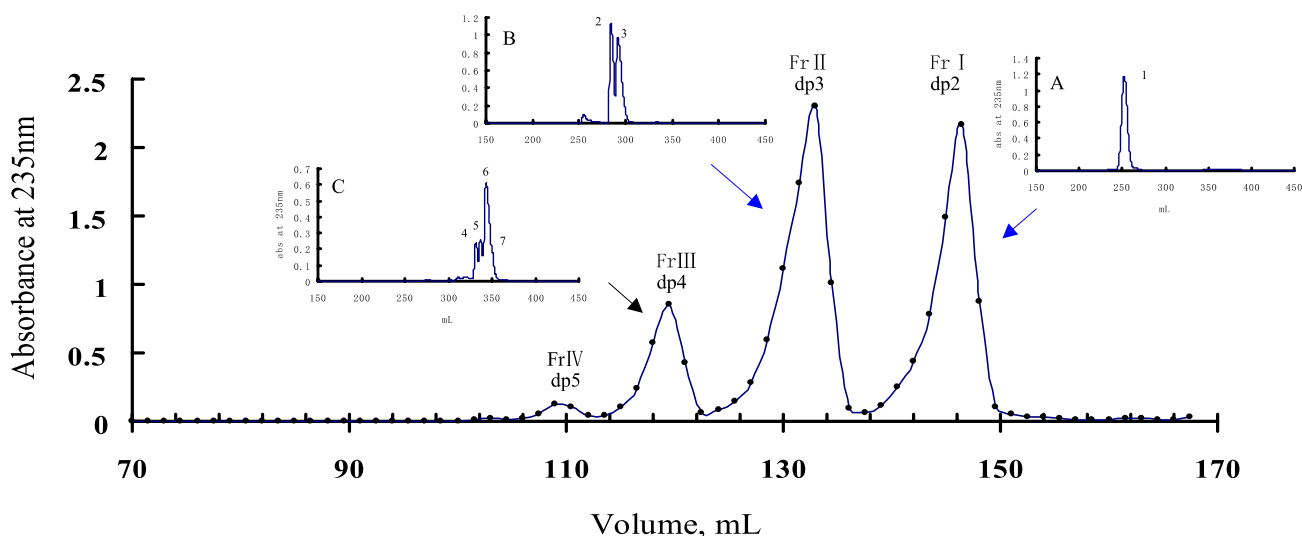 B
2
3
1.2
1
0.8
0.6
0.4
0.2
0
150 200 250 300 350 400 450
Fr Ⅱ
dp3
Fr Ⅰ
dp2
A
1
abs at 235nm
1.4
1.2
1
0.8
0.6
0.4
0.2
0
150 200 250 300 350 400 450
mL
C
6
4
5
7
abs at 235nm
0.7
0.6
0.5
0.4
0.3
0.2
0.1
0
150 200 250 300 350 400 450
mL
FrⅢ
dp4
FrⅣ
dp5
Absorbance at 235nm
2.5
2
1.5
1
0.5
0
70 90 110 130 150 170
Volume, mL